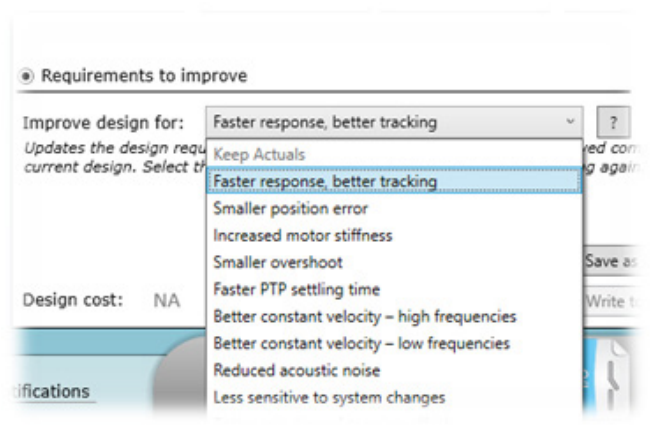 Requirements to improve
Improve design for: Faster response, better tracking ?
Updates the design
current design. Select
Keep Actuals
Faster response, better tracking
Smaller position error
Increased motor stiffness
Smaller overshoot
Save as
Faster PTP settling time
Design cost: NA
Write
Better constant velocity – high frequencies
Better constant velocity – low frequencies
Reduced acoustic noise
Less sensitive to system changes